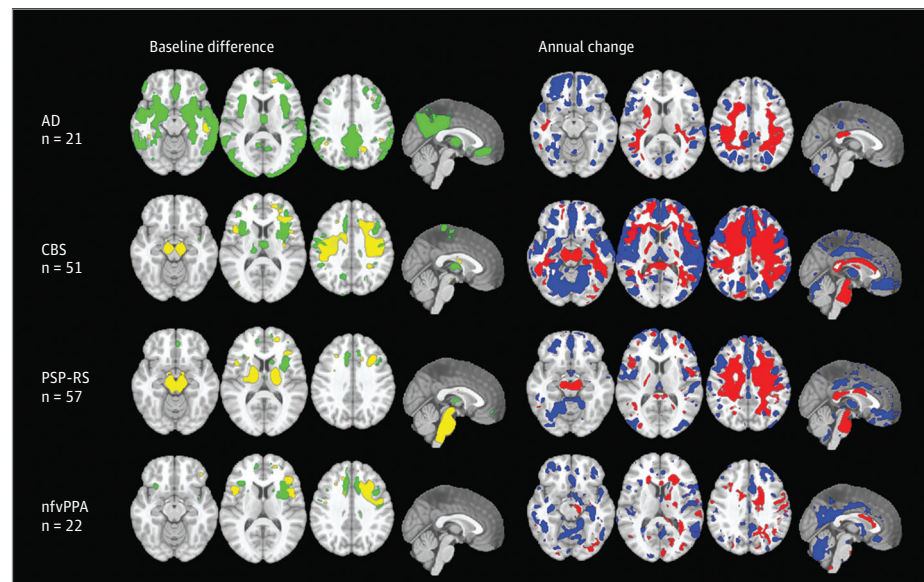 Baseline difference
Annual change
AD
n = 21
CBS
n = 51
PSP-RS
n = 57
nfvPPA
n = 22